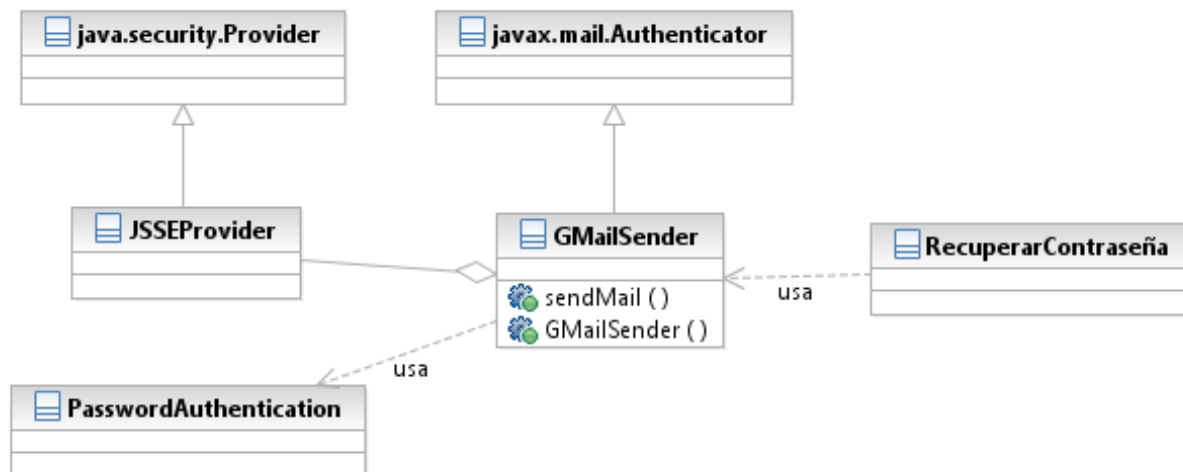 java.security.Provider
javax.mail.Authenticator
JSSEProvider
GMailSender
RecuperarContraseña
sendMail ( )
usa
GMailSender ( )
usa
PasswordAuthentication